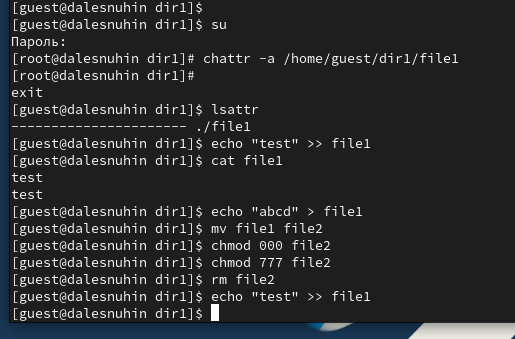 [guest@dalesnuhin dir1]$
[guest@dalesnuhin dir1]$ su
Пароль:
[root@dalesnuhin dir1]# chattr -a /home/guest/dir1/file1
[root@dalesnuhin dir1]#
exit
[guest@dalesnuhin dir1]$ lsattr
---------------------- ./file1
[guest@dalesnuhin dir1]$ echo "test" >> file1
[guest@dalesnuhin dir1]$ cat file1
test
test
[guest@dalesnuhin dir1]$ echo "abcd" > file1
[guest@dalesnuhin dir1]$ mv file1 file2
[guest@dalesnuhin dir1]$ chmod 000 file2
[guest@dalesnuhin dir1]$ chmod 777 file2
[guest@dalesnuhin dir1]$ rm file2
[guest@dalesnuhin dir1]$ echo "test" >> file1
[guest@dalesnuhin dir1]$